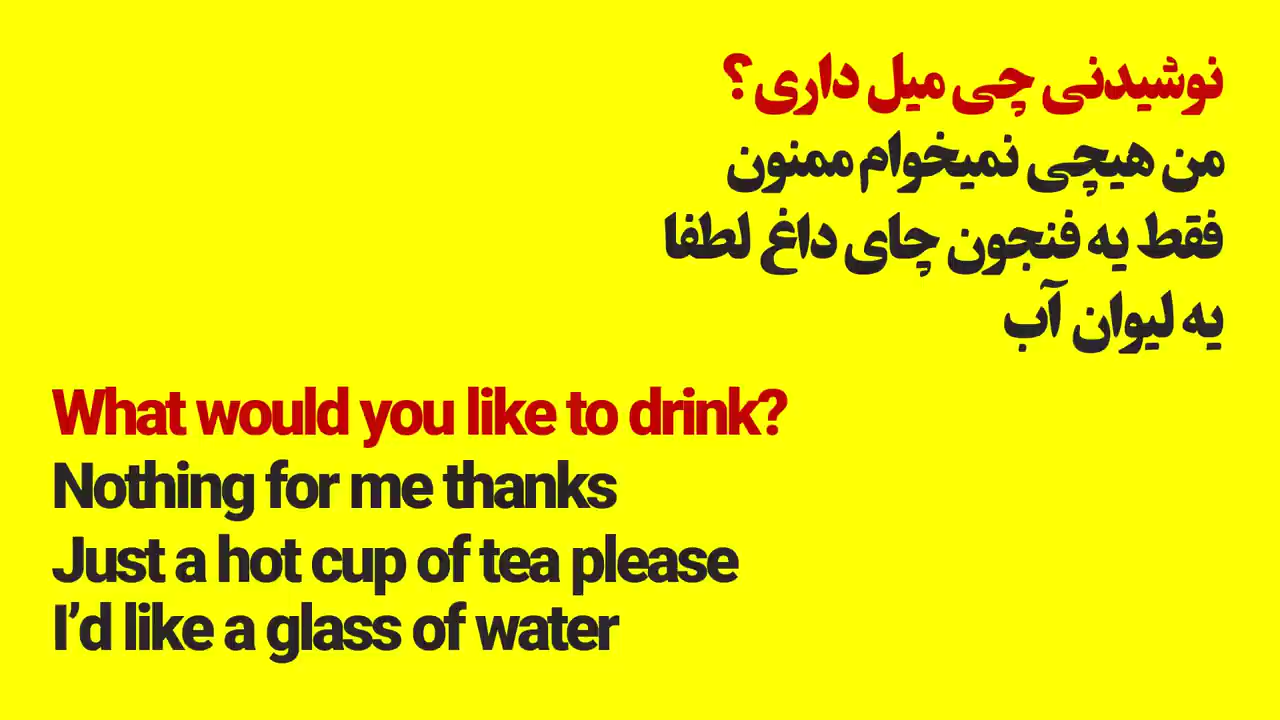 نوشیدنی چی میل داری؟
من هیچی نمیخوام ممنون
فقط یه فنجون چای داغ لطفا
یه لیوان آب
What would you like to drink?
Nothing for me thanks
Just a hot cup of tea please
I’d like a glass of water